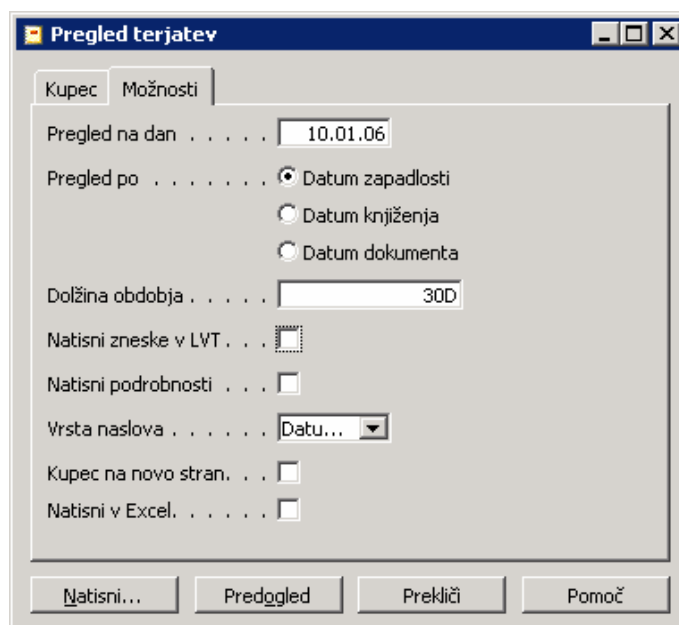 Pregled terjatev
Kupec Možnosti
Pregled na dan . . . . . 10.01.06
Pregled po . . . . . . . Datum zapadlosti
Datum knjiženja
Datum dokumenta
Dolžina obdobja . . . . . 30D
Natisni zneske v LVT . . .
Natisni podrobnosti . . .
Vrsta naslova . . . . . . Datu...
Kupec na novo stran. . .
Natisni v Excel. . . . . .
Natisni... Predogled Prekliči Pomoč